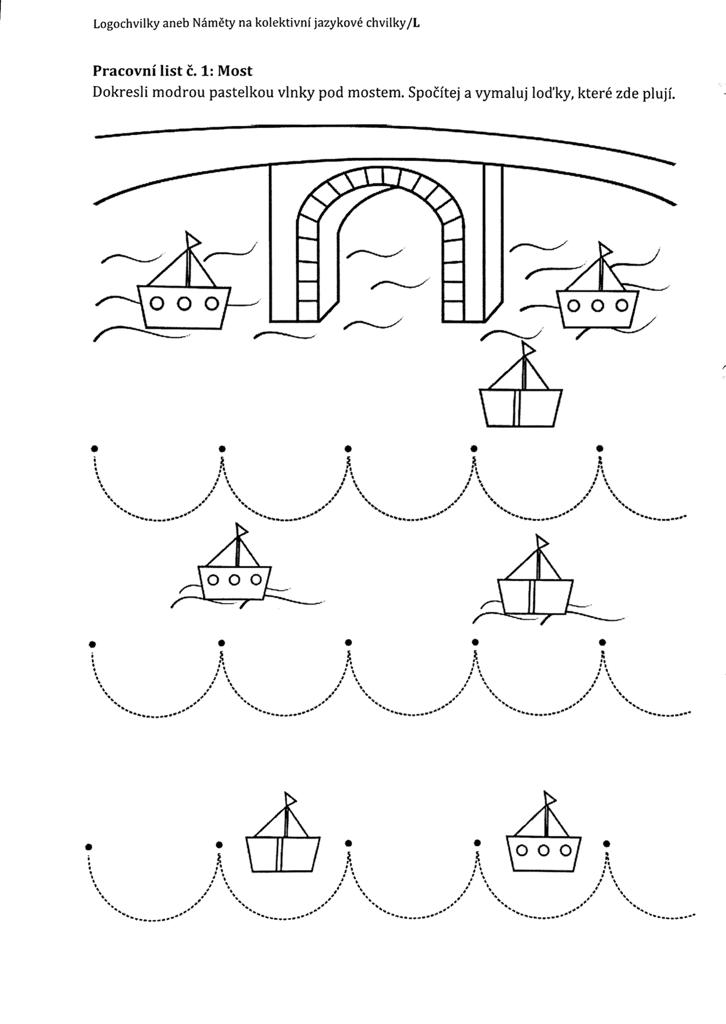 Logochvilky aneb Náměty na kolektivní jazykové chvilky/L
Pracovní list č. 1: Most
Dokresli modrou pastelkou vlnky pod mostem. Spočítej a vymaluj loďky, které zde plují.